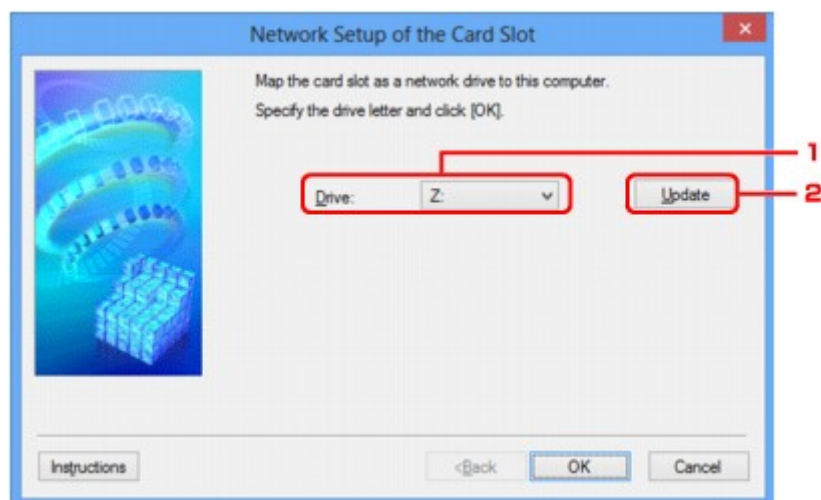 Network Setup of the Card Slot
Map the card slot as a network drive to this computer.
Specify the drive letter and click [OK].
1
Drive: Z: Update
2
Instructions <Back OK Cancel